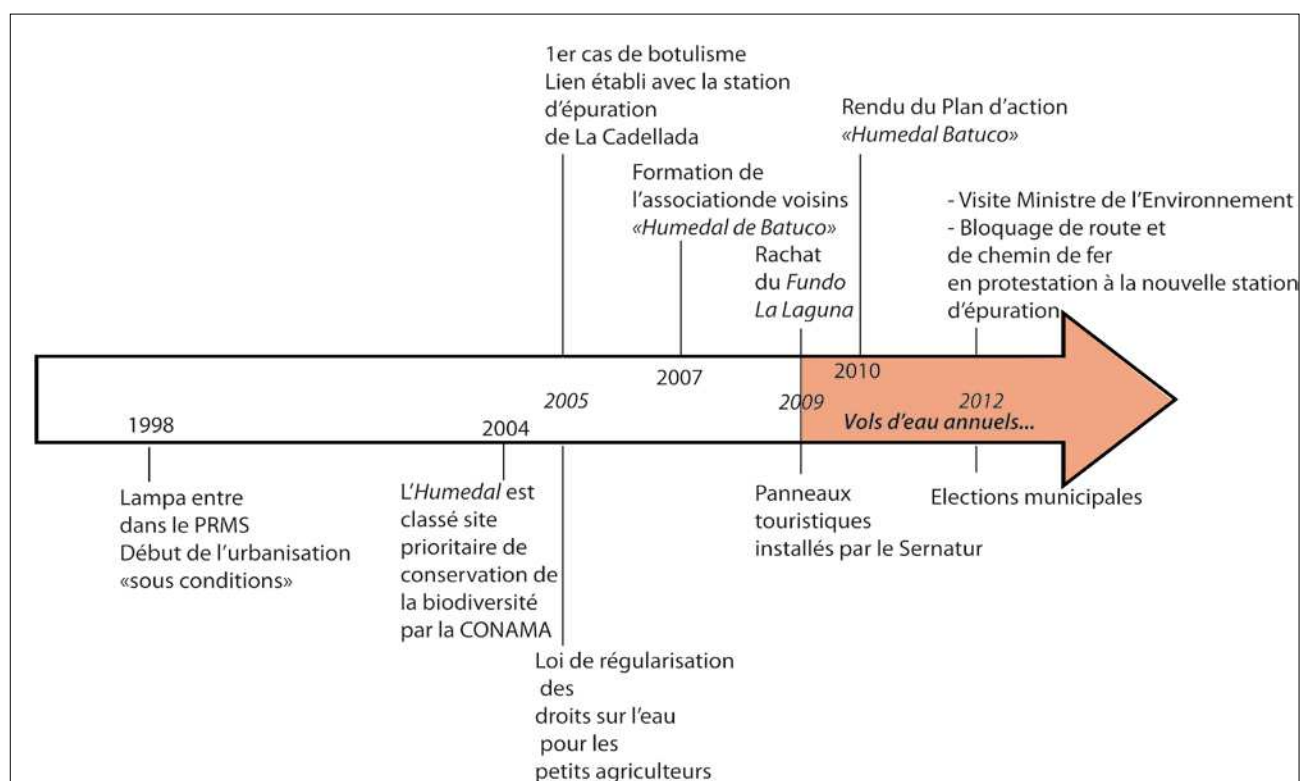 1er cas de botulisme
Lien établi avec la station
d'épuration
de La Cadellada
Rendu du Plan d'action
«Humedal Batuco»
Formation de
l'associationde voisins
«Humedal de Batuco»
Rachat
du Fundo
La Laguna
- Visite Ministre de l'Environnement
- Bloquage de route et
de chemin de fer
en protestation à la nouvelle station
d'épuration
1998
2004
2005
2007
2009
2010
2012
Vols d'eau annuels...
Lampa entre
dans le PRMS
Début de l'urbanisation
«sous conditions»
L'Humedal est
classé site
prioritaire de
conservation de
la biodiversité
par la CONAMA
Loi de régularisation
des
droits sur l'eau
pour les
petits agriculteurs
Panneaux
touristiques
installés par le Sernatur
Elections municipales